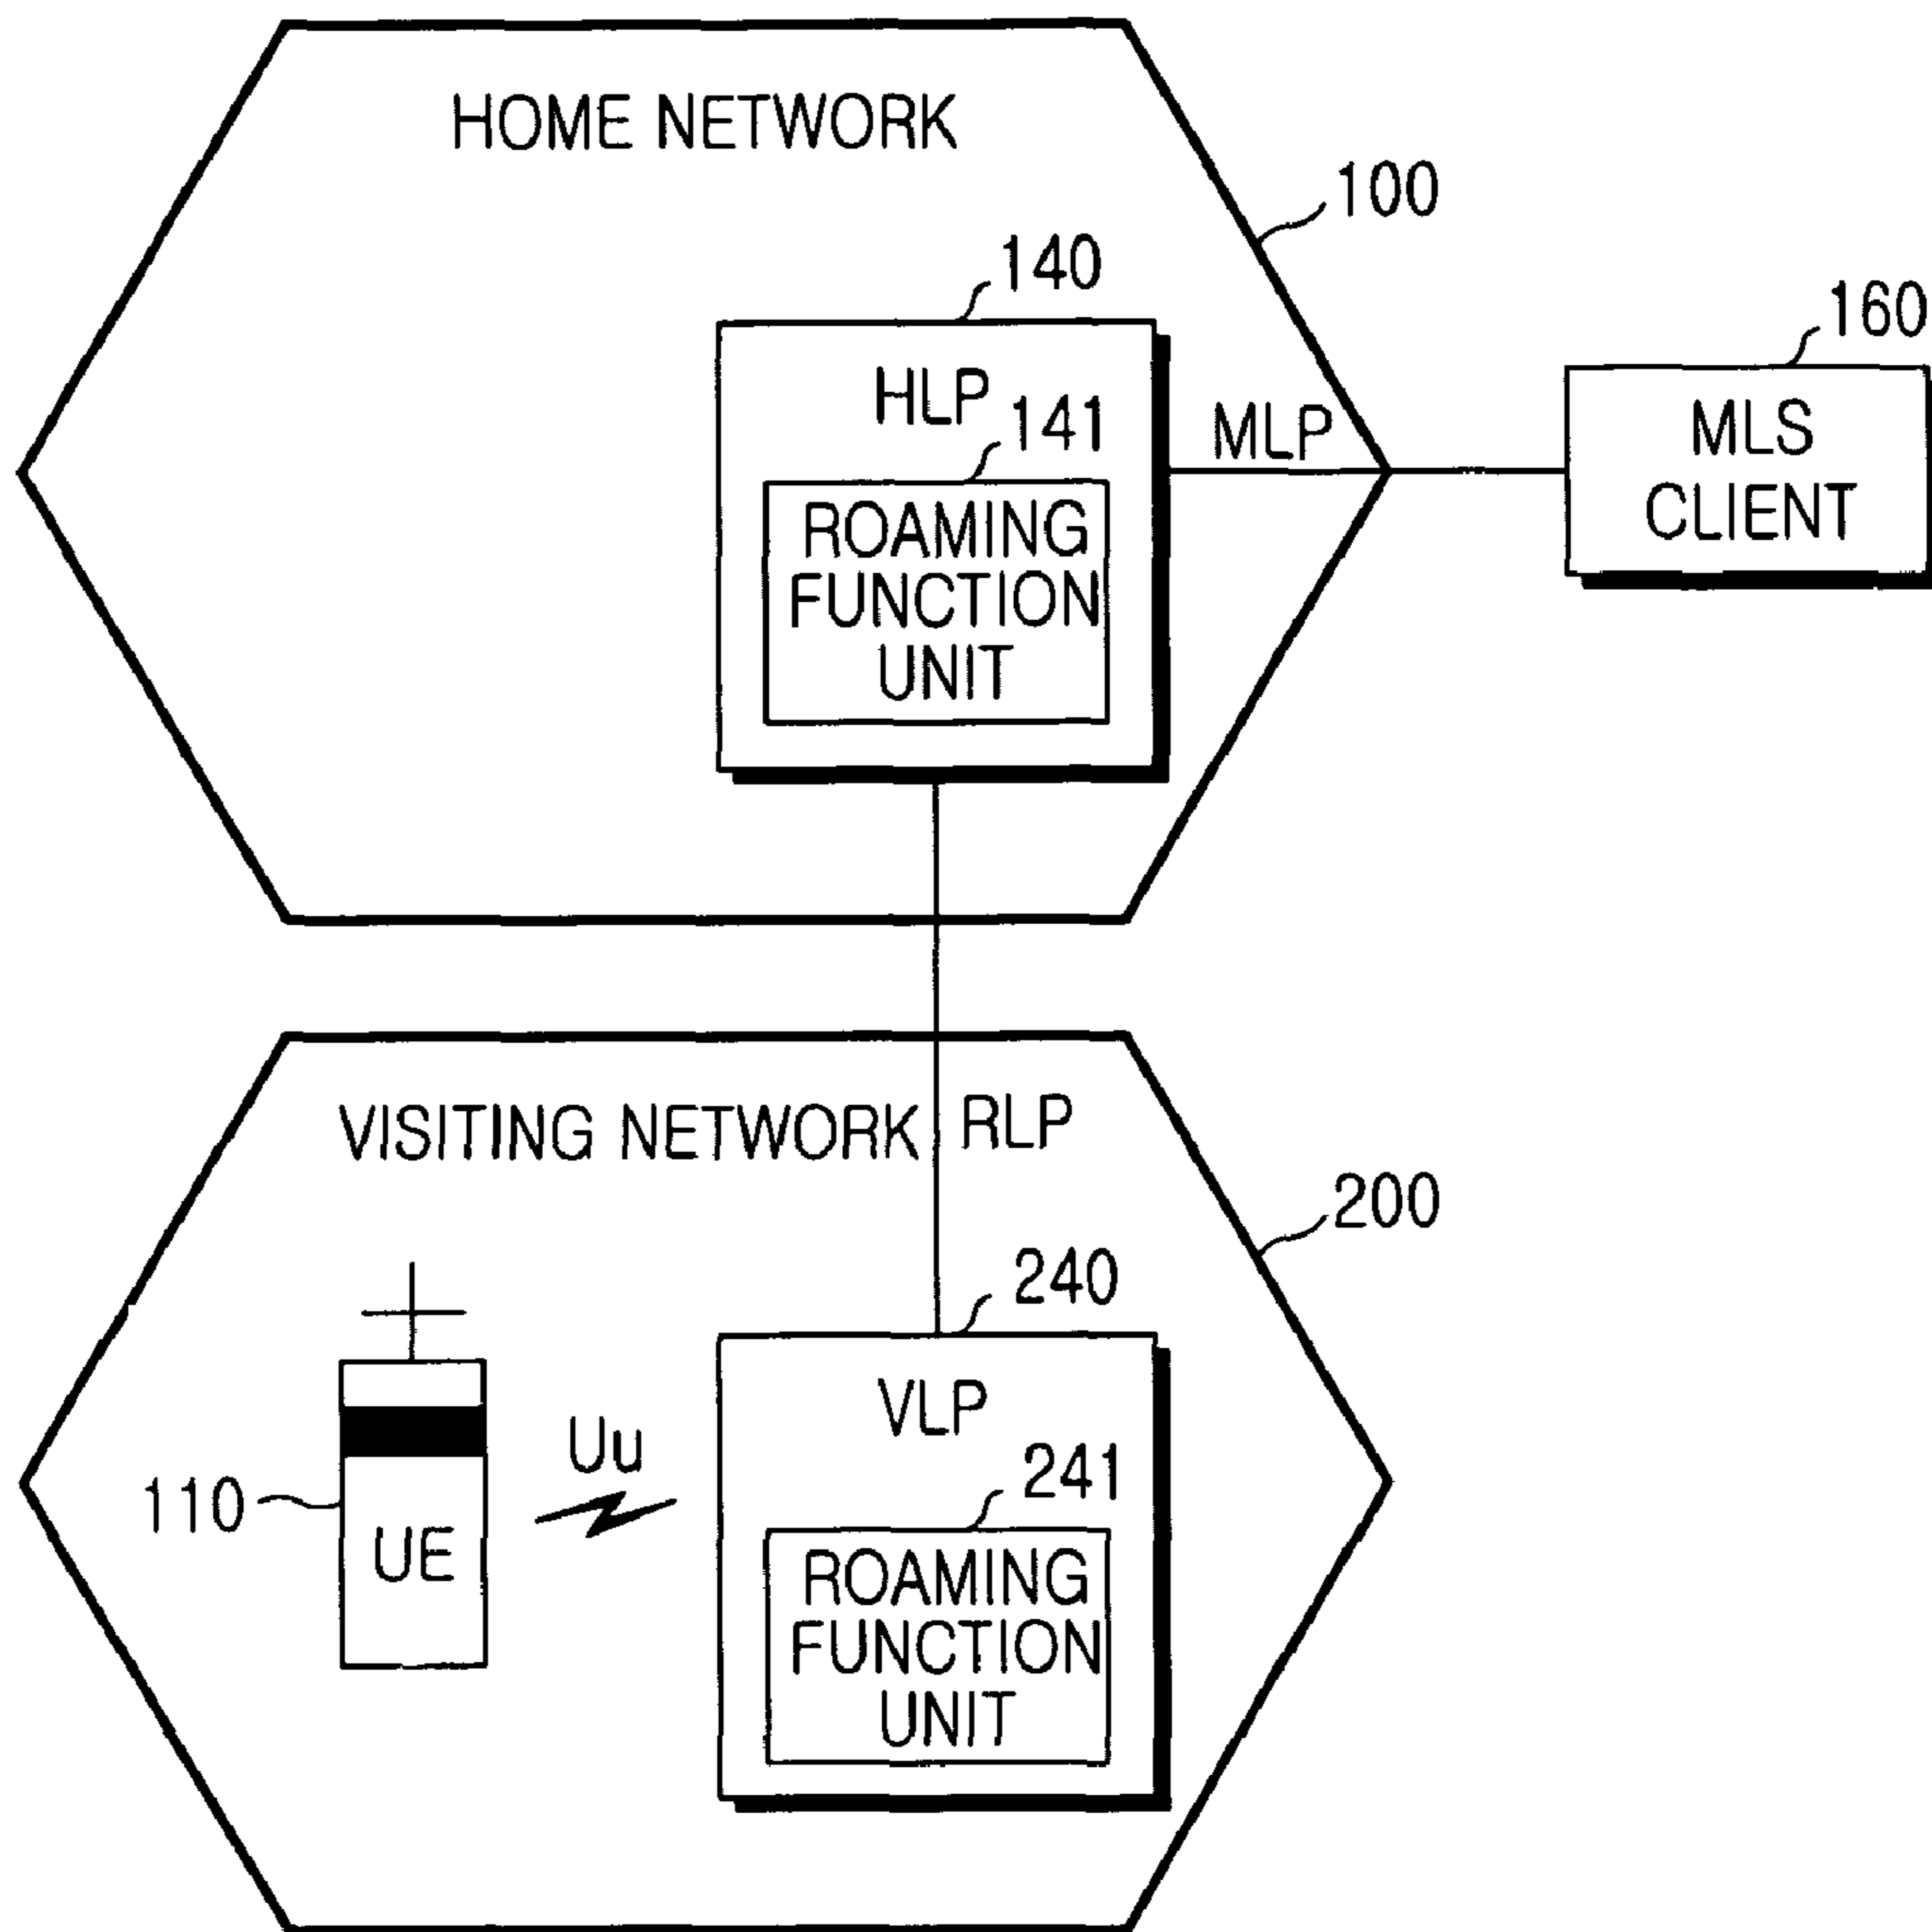 HOME NETWORK
100
140
160
HLP
141
MLP
MLS
CLIENT
ROAMING
FUNCTION
UNIT
VISITING NETWORK
RLP
200
240
VLP
241
Uu
110
UE
ROAMING
FUNCTION
UNIT